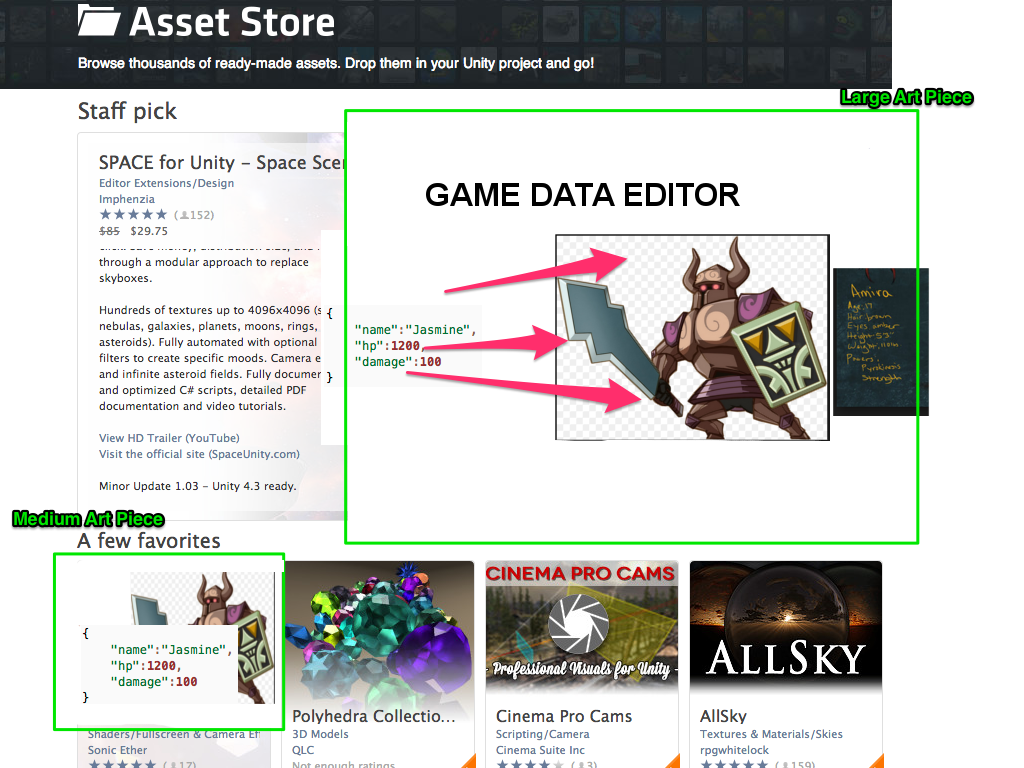 Asset Store
Browse thousands of ready-made assets. Drop them in your Unity project and go!
Large Art Piece
Staff pick
SPACE for Unity – Space Scen
Editor Extensions/Design
Imphenzia
★★★★★ (152)
$85 $29.75
through a modular approach to replace
skyboxes.
Hundreds of textures up to 4096x4096 (s
nebulas, galaxies, planets, moons, rings,
asteroids). Fully automated with optional
filters to create specific moods. Camera e
and infinite asteroid fields. Fully documen
and optimized C# scripts, detailed PDF
documentation and video tutorials.
View HD Trailer (YouTube)
Visit the official site (SpaceUnity.com)
Minor Update 1.03 – Unity 4.3 ready.
GAME DATA EDITOR
{
"name":"Jasmine",
"hp":1200,
"damage":100
}
Amira
Age: 17
Hair: brown
Eyes: amber
Height: 5'3"
Weight: 110lb
Powers:
Pyrokinesis
Strength
Medium Art Piece
A few favorites
{
"name":"Jasmine",
"hp":1200,
"damage":100
}
Shaders/Fullscreen & Camera Eff
Sonic Ether
★★★★★ (17)
Polyhedra Collectio...
3D Models
QLC
Not enough ratings
CINEMA PRO CAMS
- Professional Visuals for Unity -
Cinema Pro Cams
Scripting/Camera
Cinema Suite Inc
★★★★★ (3)
ALLSKY
AllSky
Textures & Materials/Skies
rpgwhitelock
★★★★★ (159)